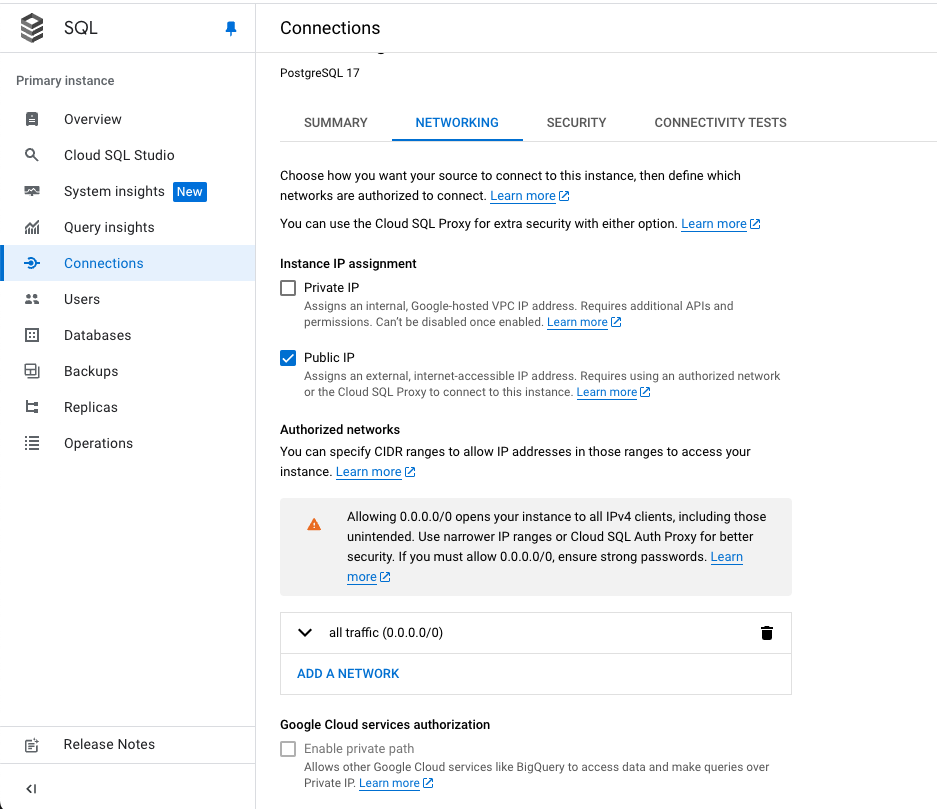 SQL
Primary instance
Overview
Cloud SQL Studio
System insights New
Query insights
Connections
Users
Databases
Backups
Replicas
Operations
Release Notes
Connections
PostgreSQL 17
SUMMARY NETWORKING SECURITY CONNECTIVITY TESTS
Choose how you want your source to connect to this instance, then define which
networks are authorized to connect. Learn more
You can use the Cloud SQL Proxy for extra security with either option. Learn more
Instance IP assignment
Private IP
Assigns an internal, Google-hosted VPC IP address. Requires additional APIs and
permissions. Can't be disabled once enabled. Learn more
Public IP
Assigns an external, internet-accessible IP address. Requires using an authorized network
or the Cloud SQL Proxy to connect to this instance. Learn more
Authorized networks
You can specify CIDR ranges to allow IP addresses in those ranges to access your
instance. Learn more
Allowing 0.0.0.0/0 opens your instance to all IPv4 clients, including those
unintended. Use narrower IP ranges or Cloud SQL Auth Proxy for better
security. If you must allow 0.0.0.0/0, ensure strong passwords. Learn
more
all traffic (0.0.0.0/0)
ADD A NETWORK
Google Cloud services authorization
Enable private path
Allows other Google Cloud services like BigQuery to access data and make queries over
Private IP. Learn more